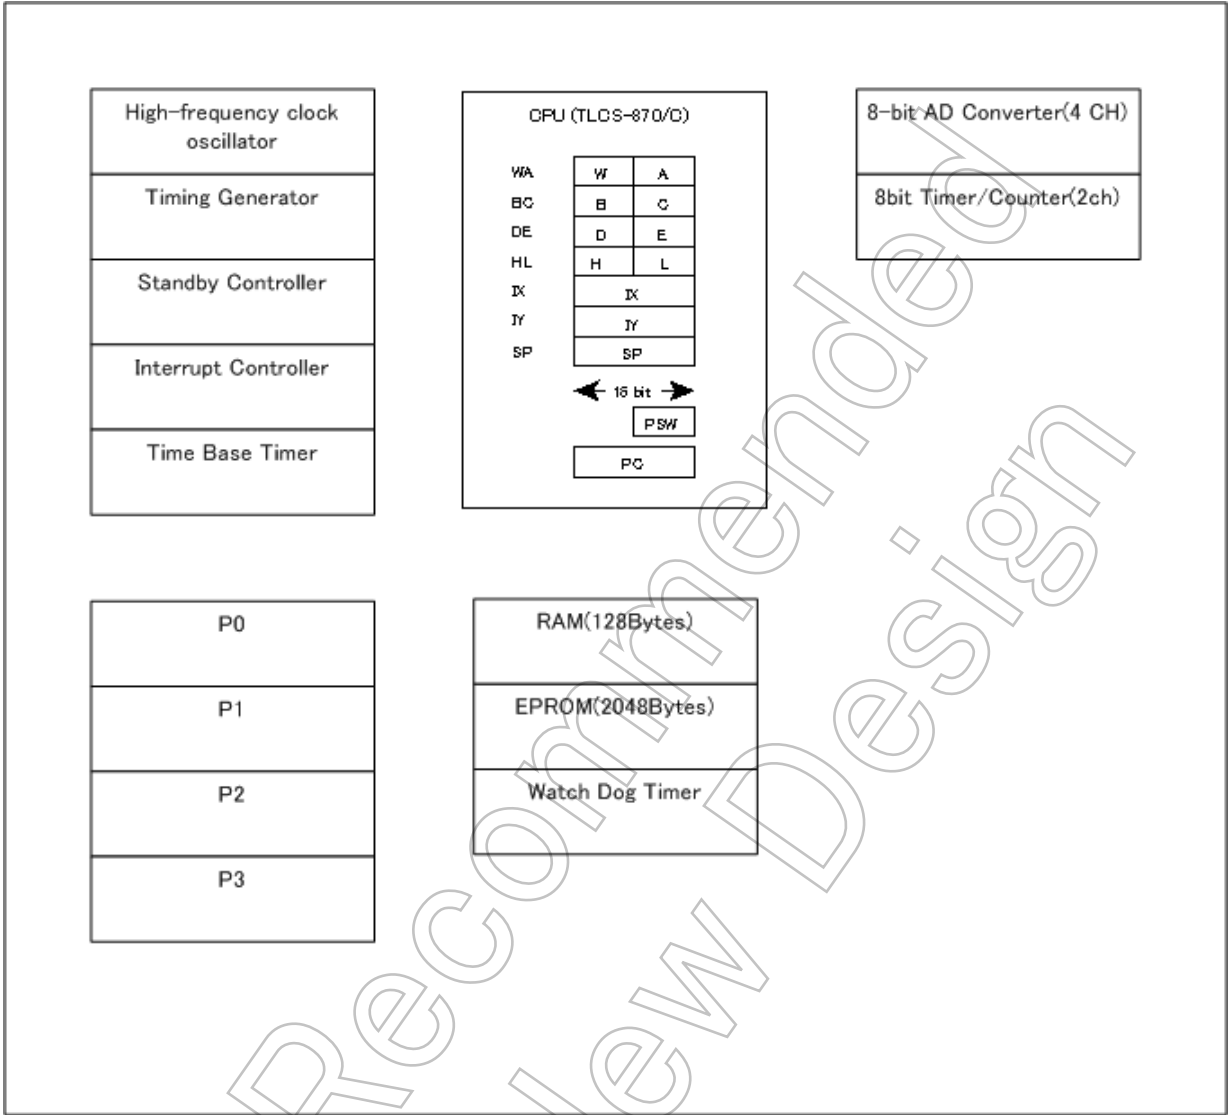 High-frequency clock
oscillator
Timing Generator
Standby Controller
Interrupt Controller
Time Base Timer
CPU (TLCS-870/C)
WA W A
BC B C
DE D E
HL H L
IX IX
IY IY
SP SP
16 bit
PSW
PC
8-bit AD Converter(4 CH)
8bit Timer/Counter(2ch)
P0
P1
P2
P3
RAM(128Bytes)
EPROM(2048Bytes)
Watch Dog Timer
Recommended
New Design